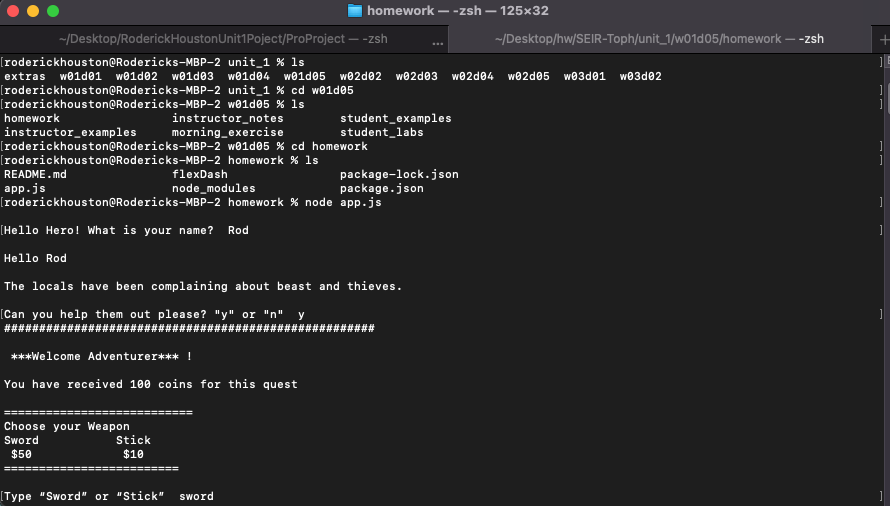 homework — -zsh — 125×32
~/Desktop/RoderickHoustonUnit1Poject/ProProject — -zsh ... ~/Desktop/hw/SEIR-Toph/unit_1/w01d05/homework — -zsh +
[roderickhouston@Rodericks-MBP-2 unit_1 % ls ]
extras w01d01 w01d02 w01d03 w01d04 w01d05 w02d02 w02d03 w02d04 w02d05 w03d01 w03d02
[roderickhouston@Rodericks-MBP-2 unit_1 % cd w01d05 ]
[roderickhouston@Rodericks-MBP-2 w01d05 % ls ]
homework instructor_notes student_examples
instructor_examples morning_exercise student_labs
[roderickhouston@Rodericks-MBP-2 w01d05 % cd homework ]
[roderickhouston@Rodericks-MBP-2 homework % ls ]
README.md flexDash package-lock.json
app.js node_modules package.json
[roderickhouston@Rodericks-MBP-2 homework % node app.js ]
[Hello Hero! What is your name? Rod ]
Hello Rod
The locals have been complaining about beast and thieves.
[Can you help them out please? "y" or "n" y ]
#####################################################
***Welcome Adventurer*** !
You have received 100 coins for this quest
===========================
Choose your Weapon
Sword Stick
$50 $10
=========================
[Type “Sword” or “Stick” sword ]